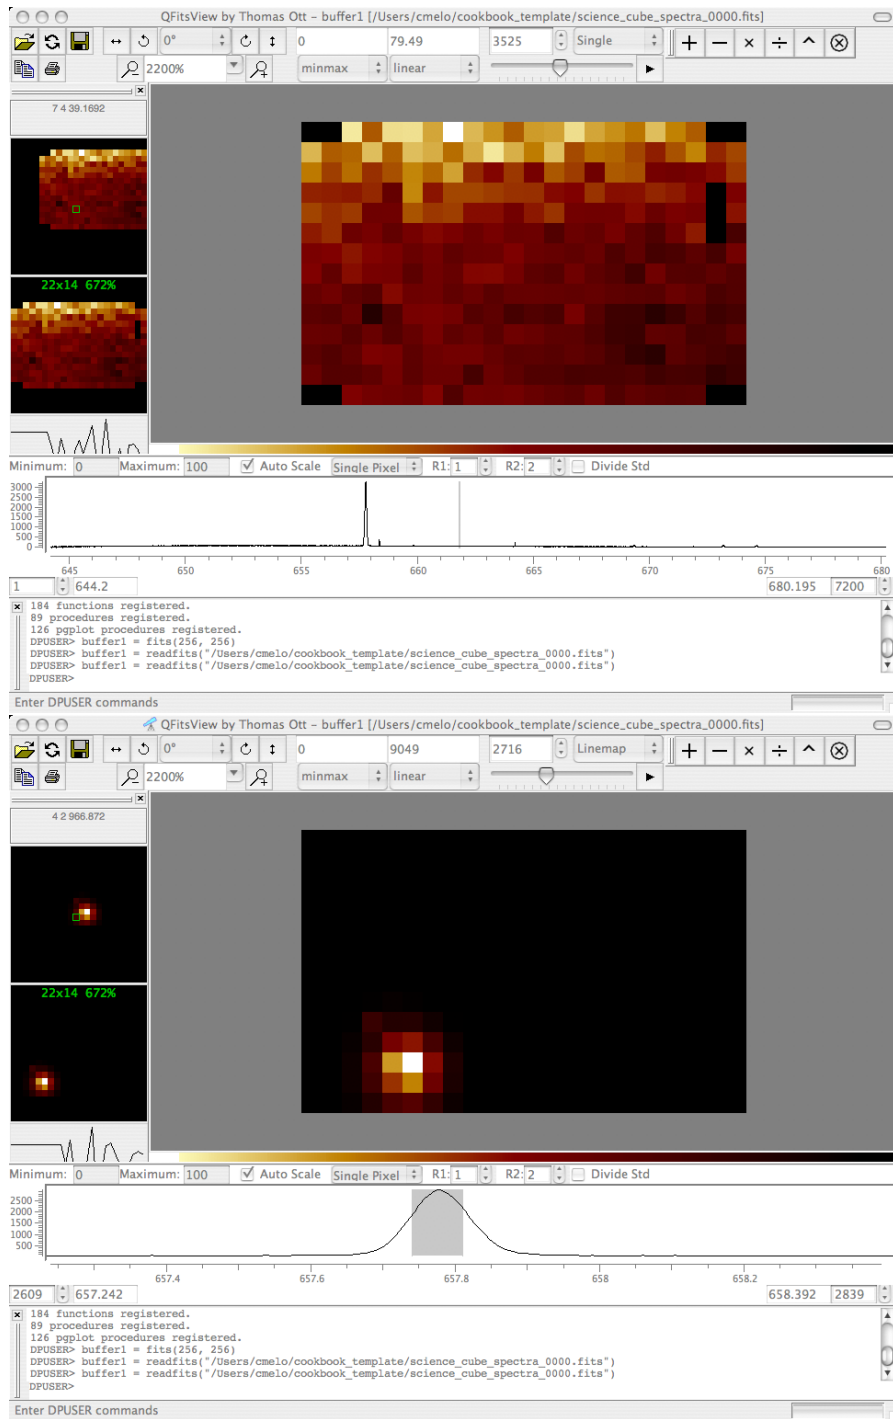 QFitsView by Thomas Ott – buffer1 [/Users/cmelo/cookbook_template/science_cube_spectra_0000.fits]
0° 0 79.49 3525 Single + − × ÷ ^ ⊗
2200% minmax linear
7 4 39.1692
22x14 672%
Minimum: 0 Maximum: 100 Auto Scale Single Pixel R1: 1 R2: 2 Divide Std
3000
2500
2000
1500
1000
500
0
645 650 655 660 665 670 675 680
1 644.2 680.195 7200
184 functions registered.
89 procedures registered.
126 pgplot procedures registered.
DPUSER> buffer1 = fits(256, 256)
DPUSER> buffer1 = readfits("/Users/cmelo/cookbook_template/science_cube_spectra_0000.fits")
DPUSER> buffer1 = readfits("/Users/cmelo/cookbook_template/science_cube_spectra_0000.fits")
DPUSER>
Enter DPUSER commands
QFitsView by Thomas Ott – buffer1 [/Users/cmelo/cookbook_template/science_cube_spectra_0000.fits]
0° 0 9049 2716 Linemap + − × ÷ ^ ⊗
2200% minmax linear
4 2 966.872
22x14 672%
Minimum: 0 Maximum: 100 Auto Scale Single Pixel R1: 1 R2: 2 Divide Std
2500
2000
1500
1000
500
657.4 657.6 657.8 658 658.2
2609 657.242 658.392 2839
184 functions registered.
89 procedures registered.
126 pgplot procedures registered.
DPUSER> buffer1 = fits(256, 256)
DPUSER> buffer1 = readfits("/Users/cmelo/cookbook_template/science_cube_spectra_0000.fits")
DPUSER> buffer1 = readfits("/Users/cmelo/cookbook_template/science_cube_spectra_0000.fits")
DPUSER>
Enter DPUSER commands